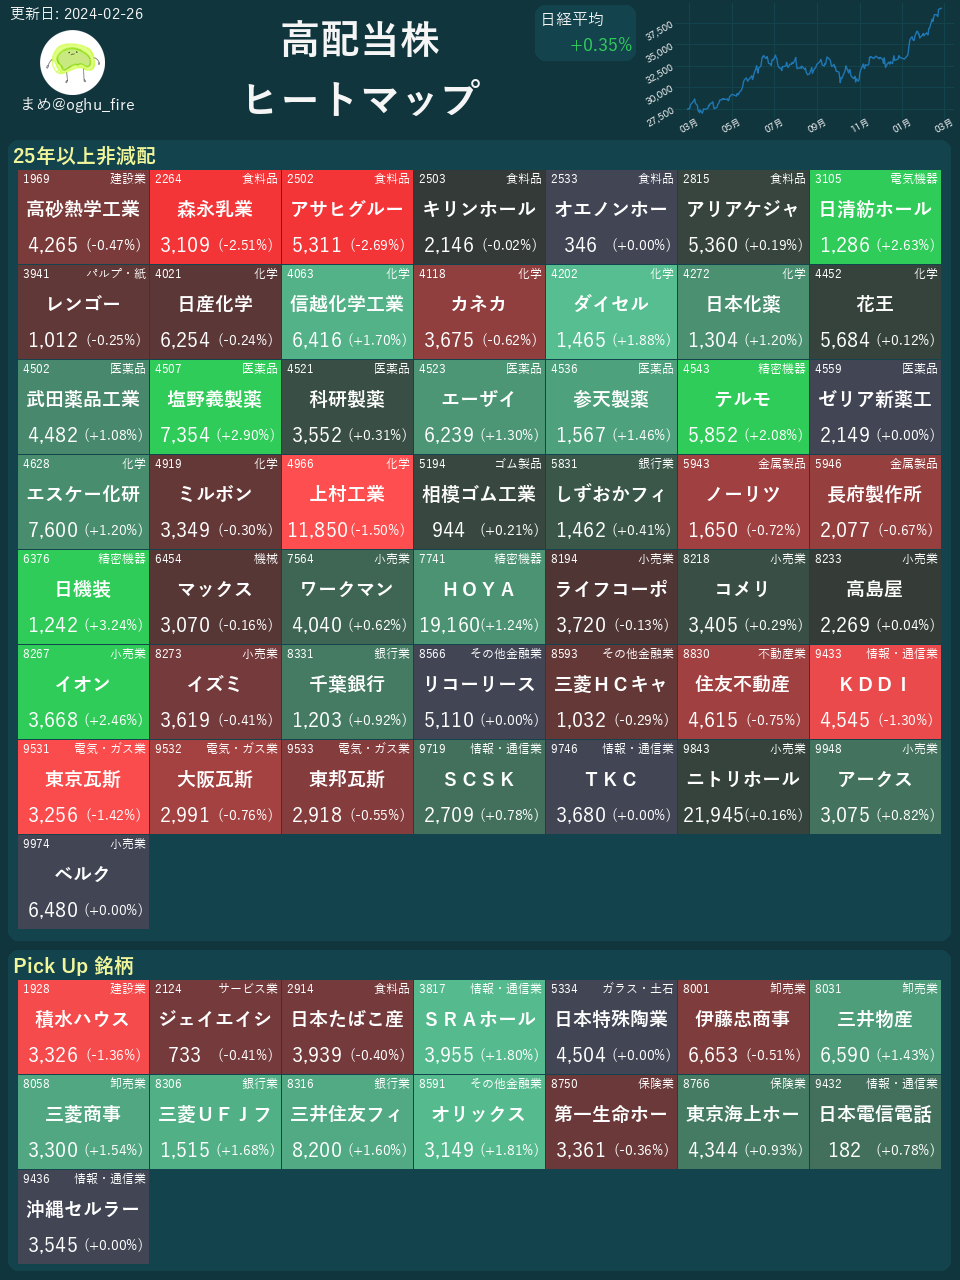 更新日: 2024-02-26
まめ@oghu_fire
高配当株
ヒートマップ
日経平均
+0.35%
37,500
35,000
32,500
30,000
27,500
03月 05月 07月 09月 11月 01月 03月
25年以上非減配
1969 建設業 2264 食料品 2502 食料品 2503 食料品 2533 食料品 2815 食料品 3105 電気機器
高砂熱学工業 森永乳業 アサヒグルー キリンホール オエノンホー アリアケジャ 日清紡ホール
4,265 (-0.47%) 3,109 (-2.51%) 5,311 (-2.69%) 2,146 (-0.02%) 346 (+0.00%) 5,360 (+0.19%) 1,286 (+2.63%)
3941 パルプ・紙 4021 化学 4063 化学 4118 化学 4202 化学 4272 化学 4452 化学
レンゴー 日産化学 信越化学工業 カネカ ダイセル 日本化薬 花王
1,012 (-0.25%) 6,254 (-0.24%) 6,416 (+1.70%) 3,675 (-0.62%) 1,465 (+1.88%) 1,304 (+1.20%) 5,684 (+0.12%)
4502 医薬品 4507 医薬品 4521 医薬品 4523 医薬品 4536 医薬品 4543 精密機器 4559 医薬品
武田薬品工業 塩野義製薬 科研製薬 エーザイ 参天製薬 テルモ ゼリア新薬工
4,482 (+1.08%) 7,354 (+2.90%) 3,552 (+0.31%) 6,239 (+1.30%) 1,567 (+1.46%) 5,852 (+2.08%) 2,149 (+0.00%)
4628 化学 4919 化学 4966 化学 5194 ゴム製品 5831 銀行業 5943 金属製品 5946 金属製品
エスケー化研 ミルボン 上村工業 相模ゴム工業 しずおかフィ ノーリツ 長府製作所
7,600 (+1.20%) 3,349 (-0.30%) 11,850 (-1.50%) 944 (+0.21%) 1,462 (+0.41%) 1,650 (-0.72%) 2,077 (-0.67%)
6376 精密機器 6454 機械 7564 小売業 7741 精密機器 8194 小売業 8218 小売業 8233 小売業
日機装 マックス ワークマン ＨＯＹＡ ライフコーポ コメリ 高島屋
1,242 (+3.24%) 3,070 (-0.16%) 4,040 (+0.62%) 19,160 (+1.24%) 3,720 (-0.13%) 3,405 (+0.29%) 2,269 (+0.04%)
8267 小売業 8273 小売業 8331 銀行業 8566 その他金融業 8593 その他金融業 8830 不動産業 9433 情報・通信業
イオン イズミ 千葉銀行 リコーリース 三菱ＨＣキャ 住友不動産 ＫＤＤＩ
3,668 (+2.46%) 3,619 (-0.41%) 1,203 (+0.92%) 5,110 (+0.00%) 1,032 (-0.29%) 4,615 (-0.75%) 4,545 (-1.30%)
9531 電気・ガス業 9532 電気・ガス業 9533 電気・ガス業 9719 情報・通信業 9746 情報・通信業 9843 小売業 9948 小売業
東京瓦斯 大阪瓦斯 東邦瓦斯 ＳＣＳＫ ＴＫＣ ニトリホール アークス
3,256 (-1.42%) 2,991 (-0.76%) 2,918 (-0.55%) 2,709 (+0.78%) 3,680 (+0.00%) 21,945 (+0.16%) 3,075 (+0.82%)
9974 小売業
ベルク
6,480 (+0.00%)
Pick Up 銘柄
1928 建設業 2124 サービス業 2914 食料品 3817 情報・通信業 5334 ガラス・土石 8001 卸売業 8031 卸売業
積水ハウス ジェイエイシ 日本たばこ産 ＳＲＡホール 日本特殊陶業 伊藤忠商事 三井物産
3,326 (-1.36%) 733 (-0.41%) 3,939 (-0.40%) 3,955 (+1.80%) 4,504 (+0.00%) 6,653 (-0.51%) 6,590 (+1.43%)
8058 卸売業 8306 銀行業 8316 銀行業 8591 その他金融業 8750 保険業 8766 保険業 9432 情報・通信業
三菱商事 三菱ＵＦＪフ 三井住友フィ オリックス 第一生命ホー 東京海上ホー 日本電信電話
3,300 (+1.54%) 1,515 (+1.68%) 8,200 (+1.60%) 3,149 (+1.81%) 3,361 (-0.36%) 4,344 (+0.93%) 182 (+0.78%)
9436 情報・通信業
沖縄セルラー
3,545 (+0.00%)